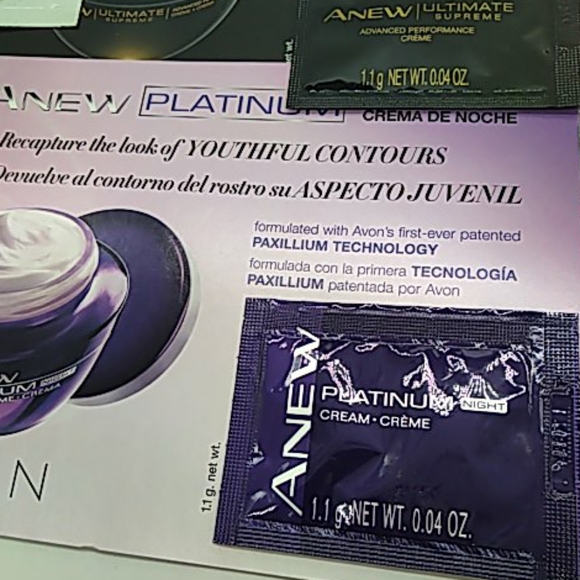 ANEW | ULTIMATE
SUPREME
ANEW | ULTIMATE
SUPREME
ADVANCED PERFORMANCE
CRÈME
1.1 g NET WT. 0.04 OZ.
ANEW PLATINUM
CREMA DE NOCHE
Recapture the look of YOUTHFUL CONTOURS
Devuelve al contorno del rostro su ASPECTO JUVENIL
formulated with Avon's first-ever patented
PAXILLIUM TECHNOLOGY
formulada con la primera TECNOLOGÍA
PAXILLIUM patentada por Avon
ANEW
PLATINUM NIGHT
CREAM • CRÈME
1.1 g NET WT. 0.04 OZ.
1.1 g. net wt.
N